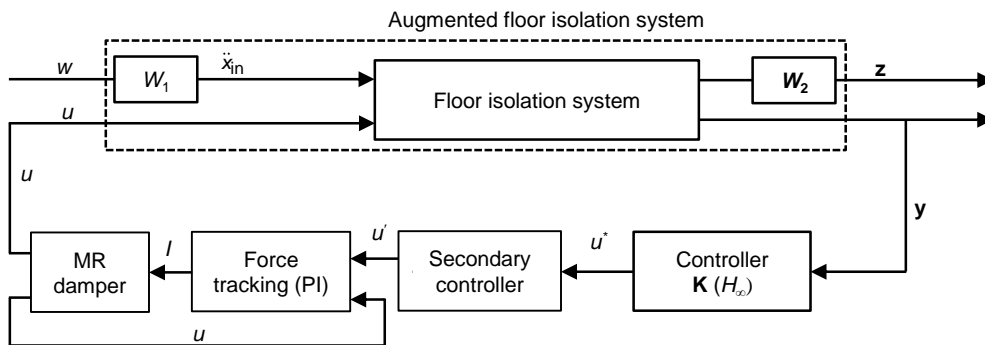 Augmented floor isolation system
w
W1
ẍin
Floor isolation system
W2
z
u
u
y
MR
damper
I
Force
tracking (PI)
u′
Secondary
controller
u*
Controller
K (H∞)
u